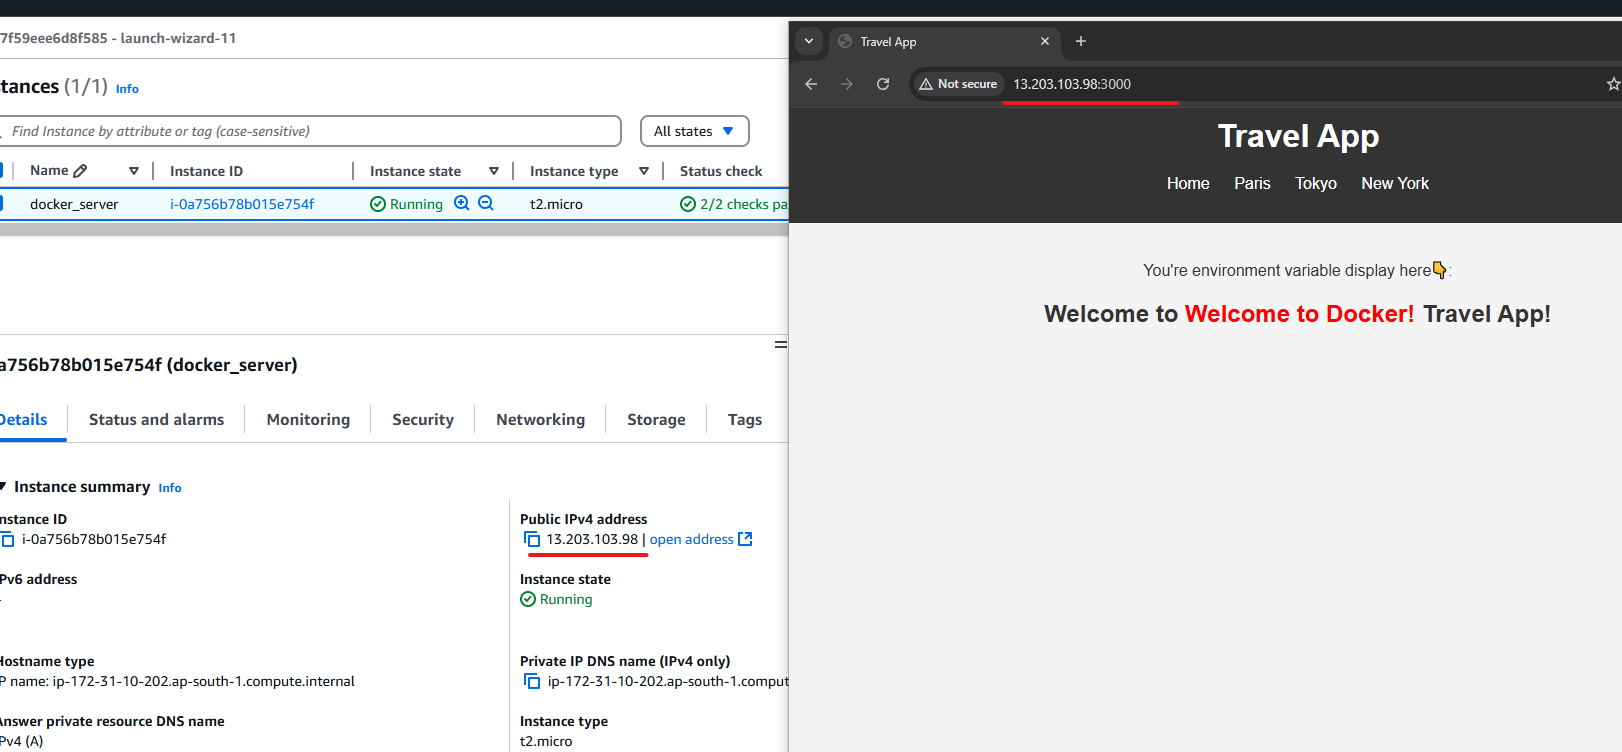 7f59eee6d8f585 - launch-wizard-11
stances (1/1) Info
Find Instance by attribute or tag (case-sensitive)
All states
Name
Instance ID
Instance state
Instance type
Status check
docker_server
i-0a756b78b015e754f
Running
t2.micro
2/2 checks pa
a756b78b015e754f (docker_server)
Details
Status and alarms
Monitoring
Security
Networking
Storage
Tags
Instance summary Info
nstance ID
i-0a756b78b015e754f
Public IPv4 address
13.203.103.98 | open address
Pv6 address
-
Instance state
Running
Hostname type
P name: ip-172-31-10-202.ap-south-1.compute.internal
Private IP DNS name (IPv4 only)
ip-172-31-10-202.ap-south-1.comput
Answer private resource DNS name
Pv4 (A)
Instance type
t2.micro
Travel App
Not secure
13.203.103.98:3000
Travel App
Home Paris Tokyo New York
You're environment variable display here👇:
Welcome to Welcome to Docker! Travel App!